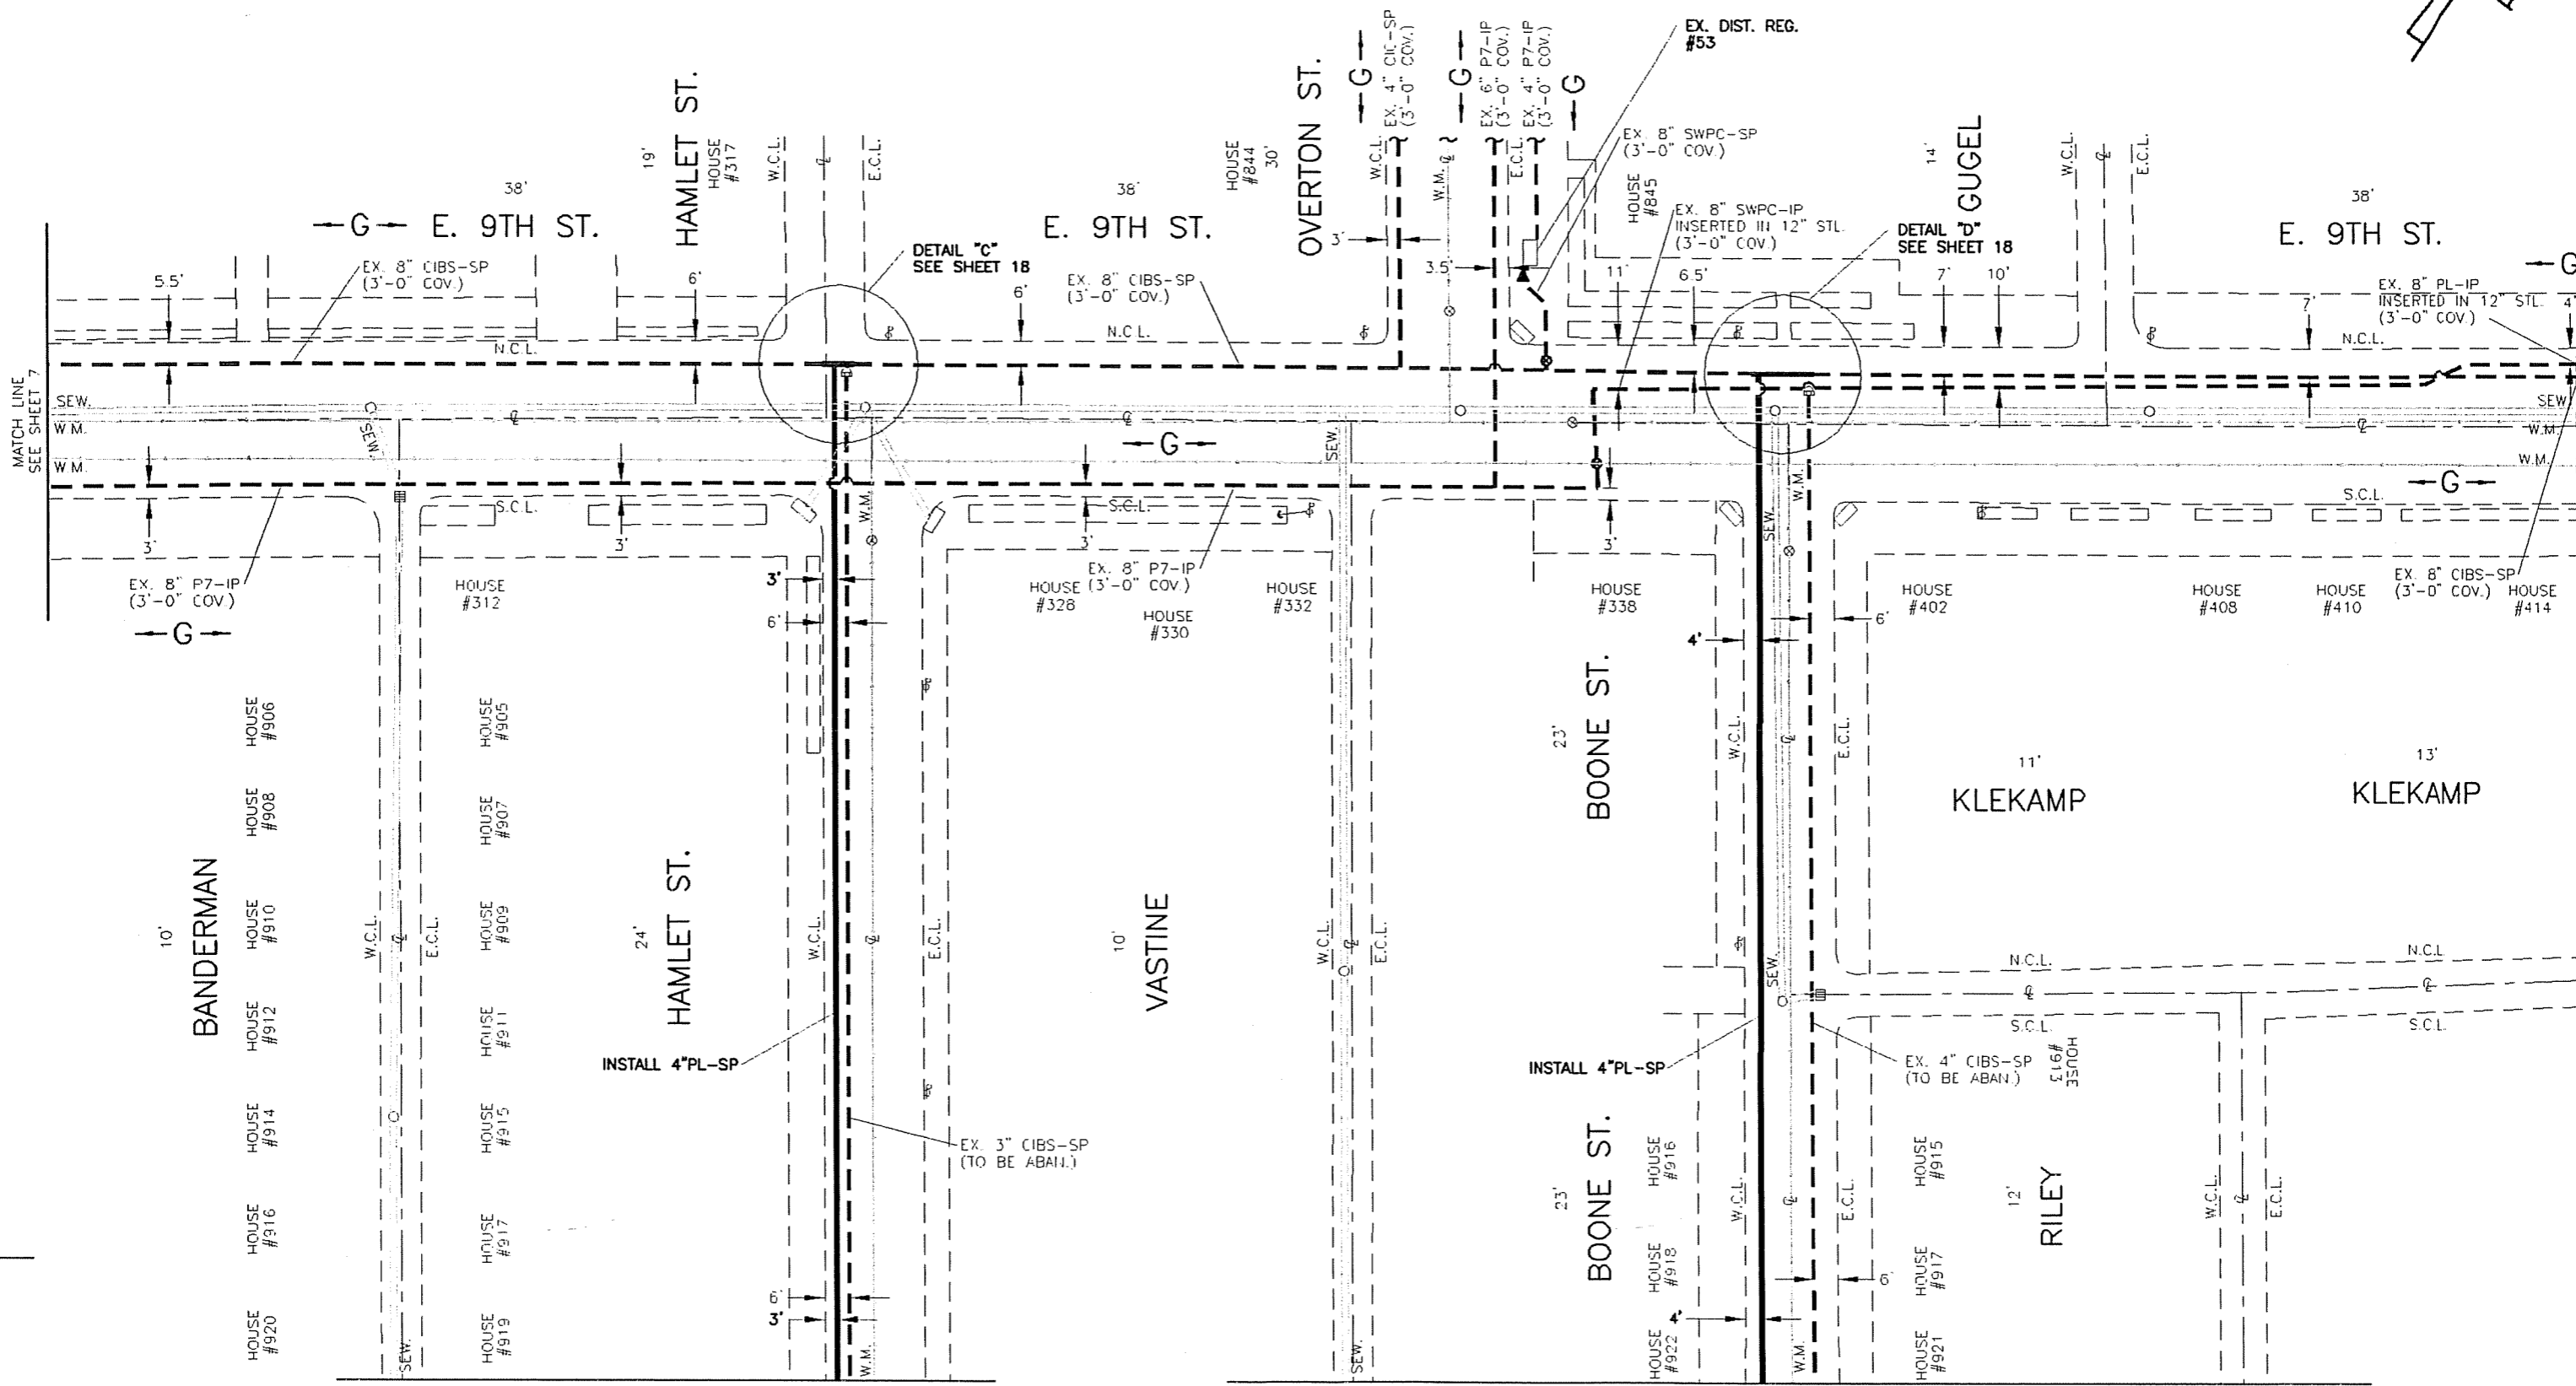 EX. DIST. REG.
#53
OVERTON ST.
HOUSE
#844
30'
G
EX. 4" CIC-SP
(3'-0" COV.)
G
EX. 6" P7-IP
(3'-0" COV.)
EX. 4" P7-IP
(3'-0" COV.)
G
W.C.L.
W.M.
E.C.L.
EX. 8" SWPC-SP
(3'-0" COV.)
HOUSE
#845
EX. 8" SWPC-IP
INSERTED IN 12" STL.
(3'-0" COV.)
14'
GUGEL
W.C.L.
E.C.L.
19'
HAMLET ST.
HOUSE
#317
W.C.L.
E.C.L.
38'
G E. 9TH ST.
38'
E. 9TH ST.
38'
E. 9TH ST.
G
DETAIL "C"
SEE SHEET 18
DETAIL "D"
SEE SHEET 18
EX. 8" CIBS-SP
(3'-0" COV.)
EX. 8" CIBS-SP
(3'-0" COV.)
EX. 8" PL-IP
INSERTED IN 12" STL.
(3'-0" COV.)
5.5'
6'
6'
3'
3.5'
11'
6.5'
7'
10'
7'
4'
N.C.L.
N.C.L.
N.C.L.
MATCH LINE
SEE SHEET 7
SEW.
W.M.
W.M.
SEW.
SEW.
SEW
W.M.
W.M.
G
G
S.C.L.
S.C.L.
S.C.L.
3'
3'
3'
3'
W.M.
SEW.
W.M.
EX. 8" P7-IP
(3'-0" COV.)
G
HOUSE
#312
3'
6'
HOUSE
#328
EX. 8" P7-IP
(3'-0" COV.)
HOUSE
#330
HOUSE
#332
HOUSE
#338
4'
6'
HOUSE
#402
HOUSE
#408
HOUSE
#410
EX. 8" CIBS-SP
(3'-0" COV.)
HOUSE
#414
10'
BANDERMAN
HOUSE
#906
HOUSE
#908
HOUSE
#910
HOUSE
#912
HOUSE
#914
HOUSE
#916
HOUSE
#920
W.C.L.
E.C.L.
SEW.
HOUSE
#905
HOUSE
#907
HOUSE
#909
HOUSE
#911
HOUSE
#915
HOUSE
#917
HOUSE
#919
24'
HAMLET ST.
INSTALL 4"PL-SP
W.C.L.
E.C.L.
EX. 3" CIBS-SP
(TO BE ABAN.)
6'
3'
W.M.
10'
VASTINE
W.C.L.
E.C.L.
SEW.
23'
BOONE ST.
W.C.L.
E.C.L.
SEW.
INSTALL 4"PL-SP
EX. 4" CIBS-SP
(TO BE ABAN.)
HOUSE
#913
11'
KLEKAMP
13'
KLEKAMP
N.C.L.
N.C.L.
S.C.L.
S.C.L.
23'
BOONE ST.
HOUSE
#916
HOUSE
#918
HOUSE
#922
W.C.L.
E.C.L.
4'
6'
W.M.
HOUSE
#915
HOUSE
#917
HOUSE
#921
12'
RILEY
W.C.L.
E.C.L.